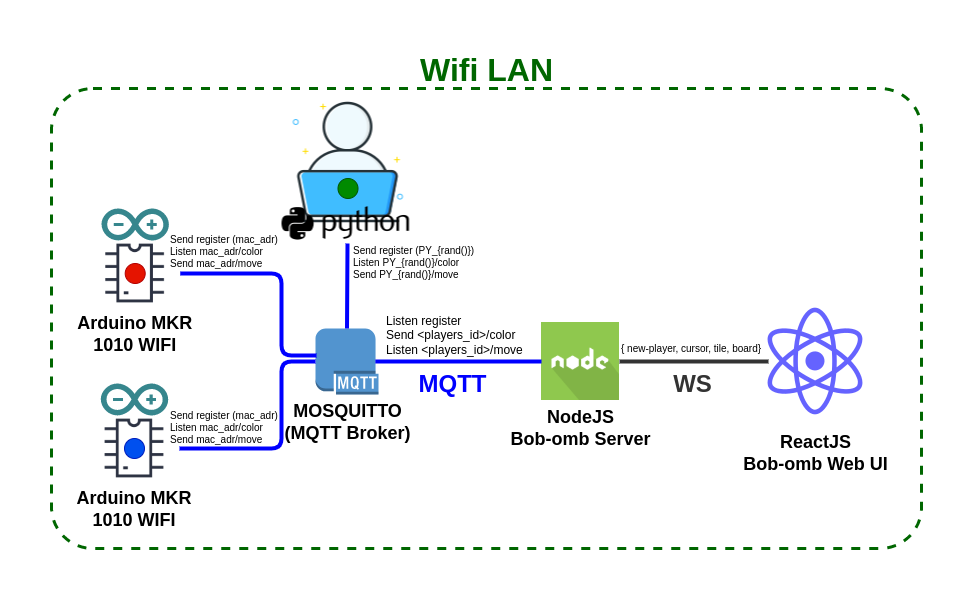 Wifi LAN
python
Send register (mac_adr)
Listen mac_adr/color
Send mac_adr/move
Arduino MKR
1010 WIFI
Send register (PY_{rand()})
Listen PY_{rand()}/color
Send PY_{rand()}/move
Listen register
Send <players_id>/color
Listen <players_id>/move
MQTT
MQTT
MOSQUITTO
(MQTT Broker)
node
NodeJS
Bob-omb Server
{ new-player, cursor, tile, board}
WS
ReactJS
Bob-omb Web UI
Send register (mac_adr)
Listen mac_adr/color
Send mac_adr/move
Arduino MKR
1010 WIFI